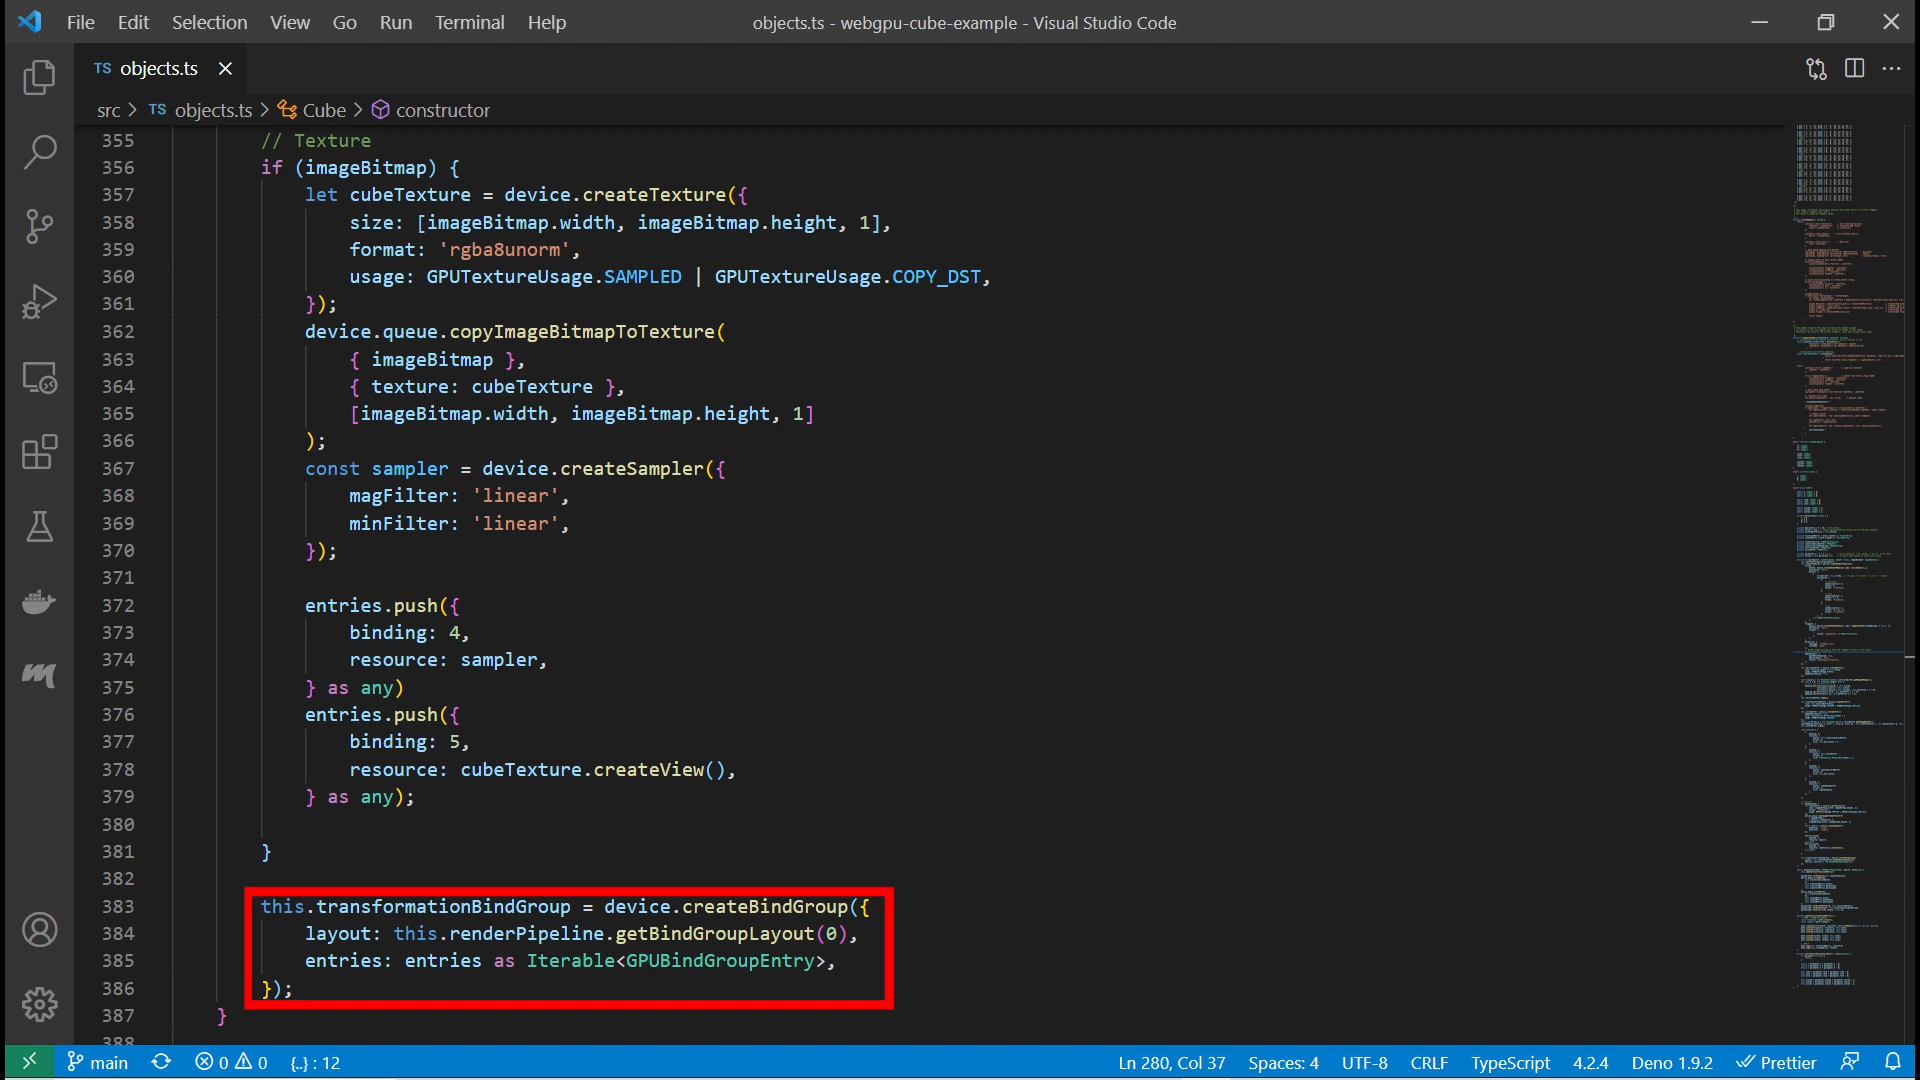 File Edit Selection View Go Run Terminal Help objects.ts - webgpu-cube-example - Visual Studio Code
TS objects.ts
src > TS objects.ts > Cube > constructor
355 // Texture
356 if (imageBitmap) {
357 let cubeTexture = device.createTexture({
358 size: [imageBitmap.width, imageBitmap.height, 1],
359 format: 'rgba8unorm',
360 usage: GPUTextureUsage.SAMPLED | GPUTextureUsage.COPY_DST,
361 });
362 device.queue.copyImageBitmapToTexture(
363 { imageBitmap },
364 { texture: cubeTexture },
365 [imageBitmap.width, imageBitmap.height, 1]
366 );
367 const sampler = device.createSampler({
368 magFilter: 'linear',
369 minFilter: 'linear',
370 });
371
372 entries.push({
373 binding: 4,
374 resource: sampler,
375 } as any)
376 entries.push({
377 binding: 5,
378 resource: cubeTexture.createView(),
379 } as any);
380
381 }
382
383 this.transformationBindGroup = device.createBindGroup({
384 layout: this.renderPipeline.getBindGroupLayout(0),
385 entries: entries as Iterable<GPUBindGroupEntry>,
386 });
387 }
388
main 0 0 {..} : 12 Ln 280, Col 37 Spaces: 4 UTF-8 CRLF TypeScript 4.2.4 Deno 1.9.2 Prettier